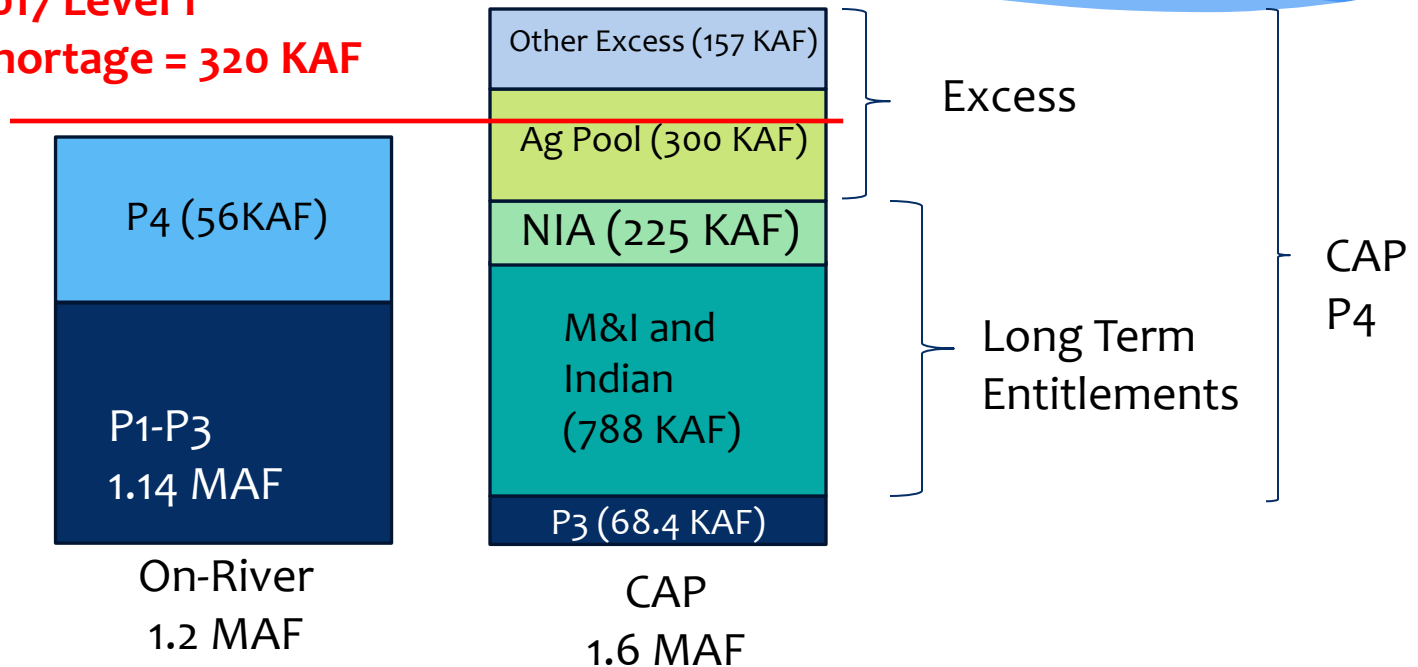 Level 1
= 320 KAF
Other Excess (157 KAF)
Excess
Ag Pool (300 KAF)
P4 (56KAF)
NIA (225 KAF)
CAP
P4
M&I and
Indian
(788 KAF)
Long Term
Entitlements
P1-P3
1.14 MAF
P3 (68.4 KAF)
On-River
1.2 MAF
CAP
1.6 MAF